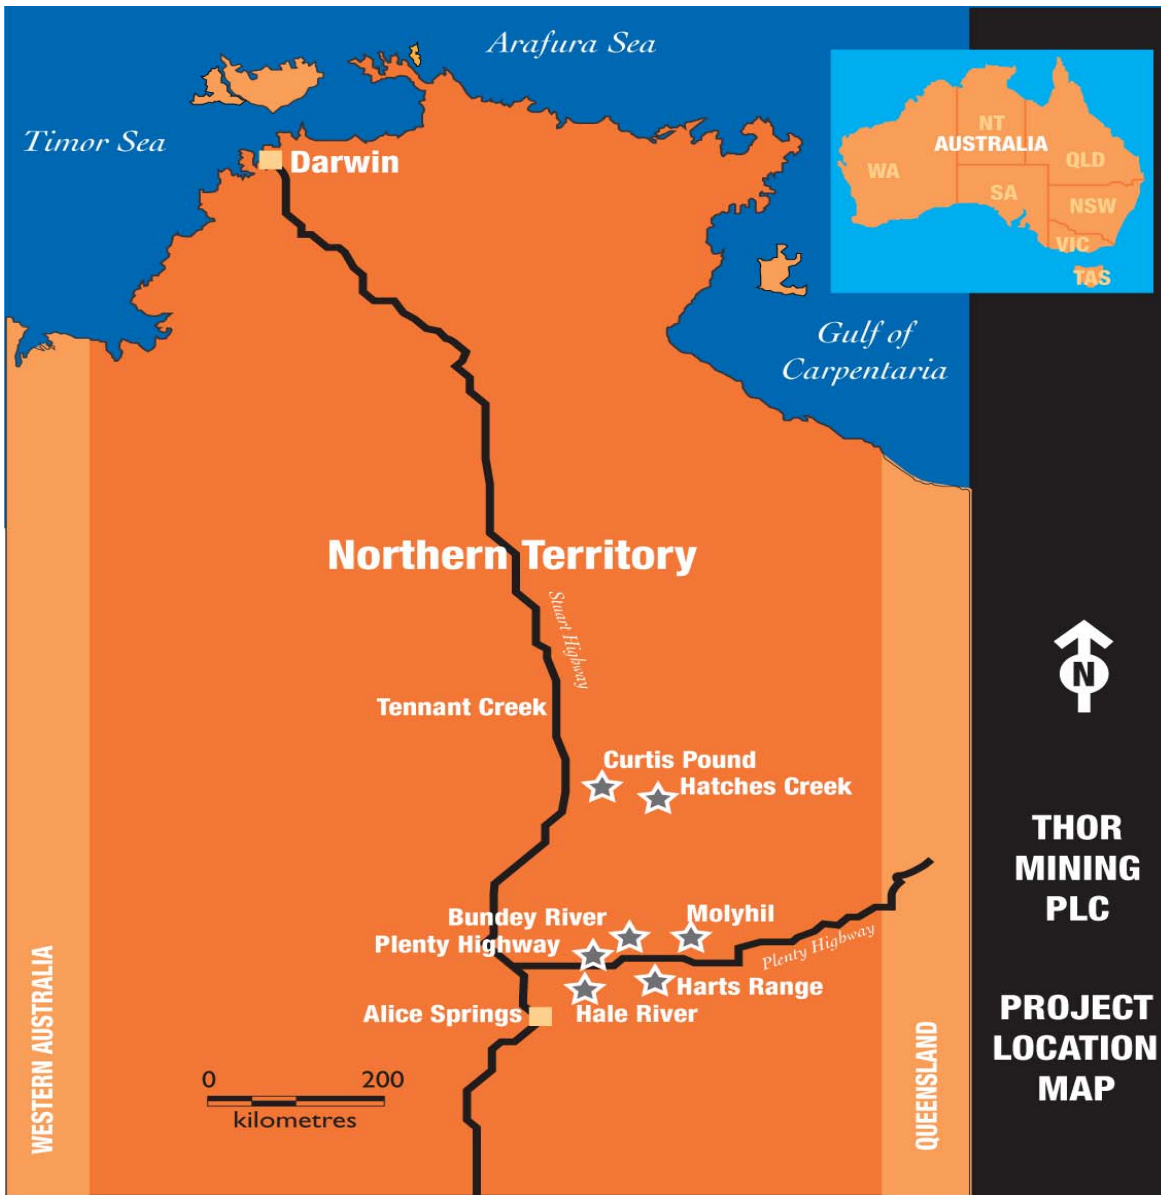 Arafura Sea
Timor Sea
Darwin
NT
AUSTRALIA
WA
QLD
SA
NSW
VIC
TAS
Gulf of
Carpentaria
Northern Territory
Stuart Highway
N
Tennant Creek
Curtis Pound
Hatches Creek
THOR
MINING
PLC
Bundey River
Molyhil
Plenty Highway
Plenty Highway
Harts Range
Alice Springs
Hale River
PROJECT
LOCATION
MAP
0 200
kilometres
WESTERN AUSTRALIA
QUEENSLAND